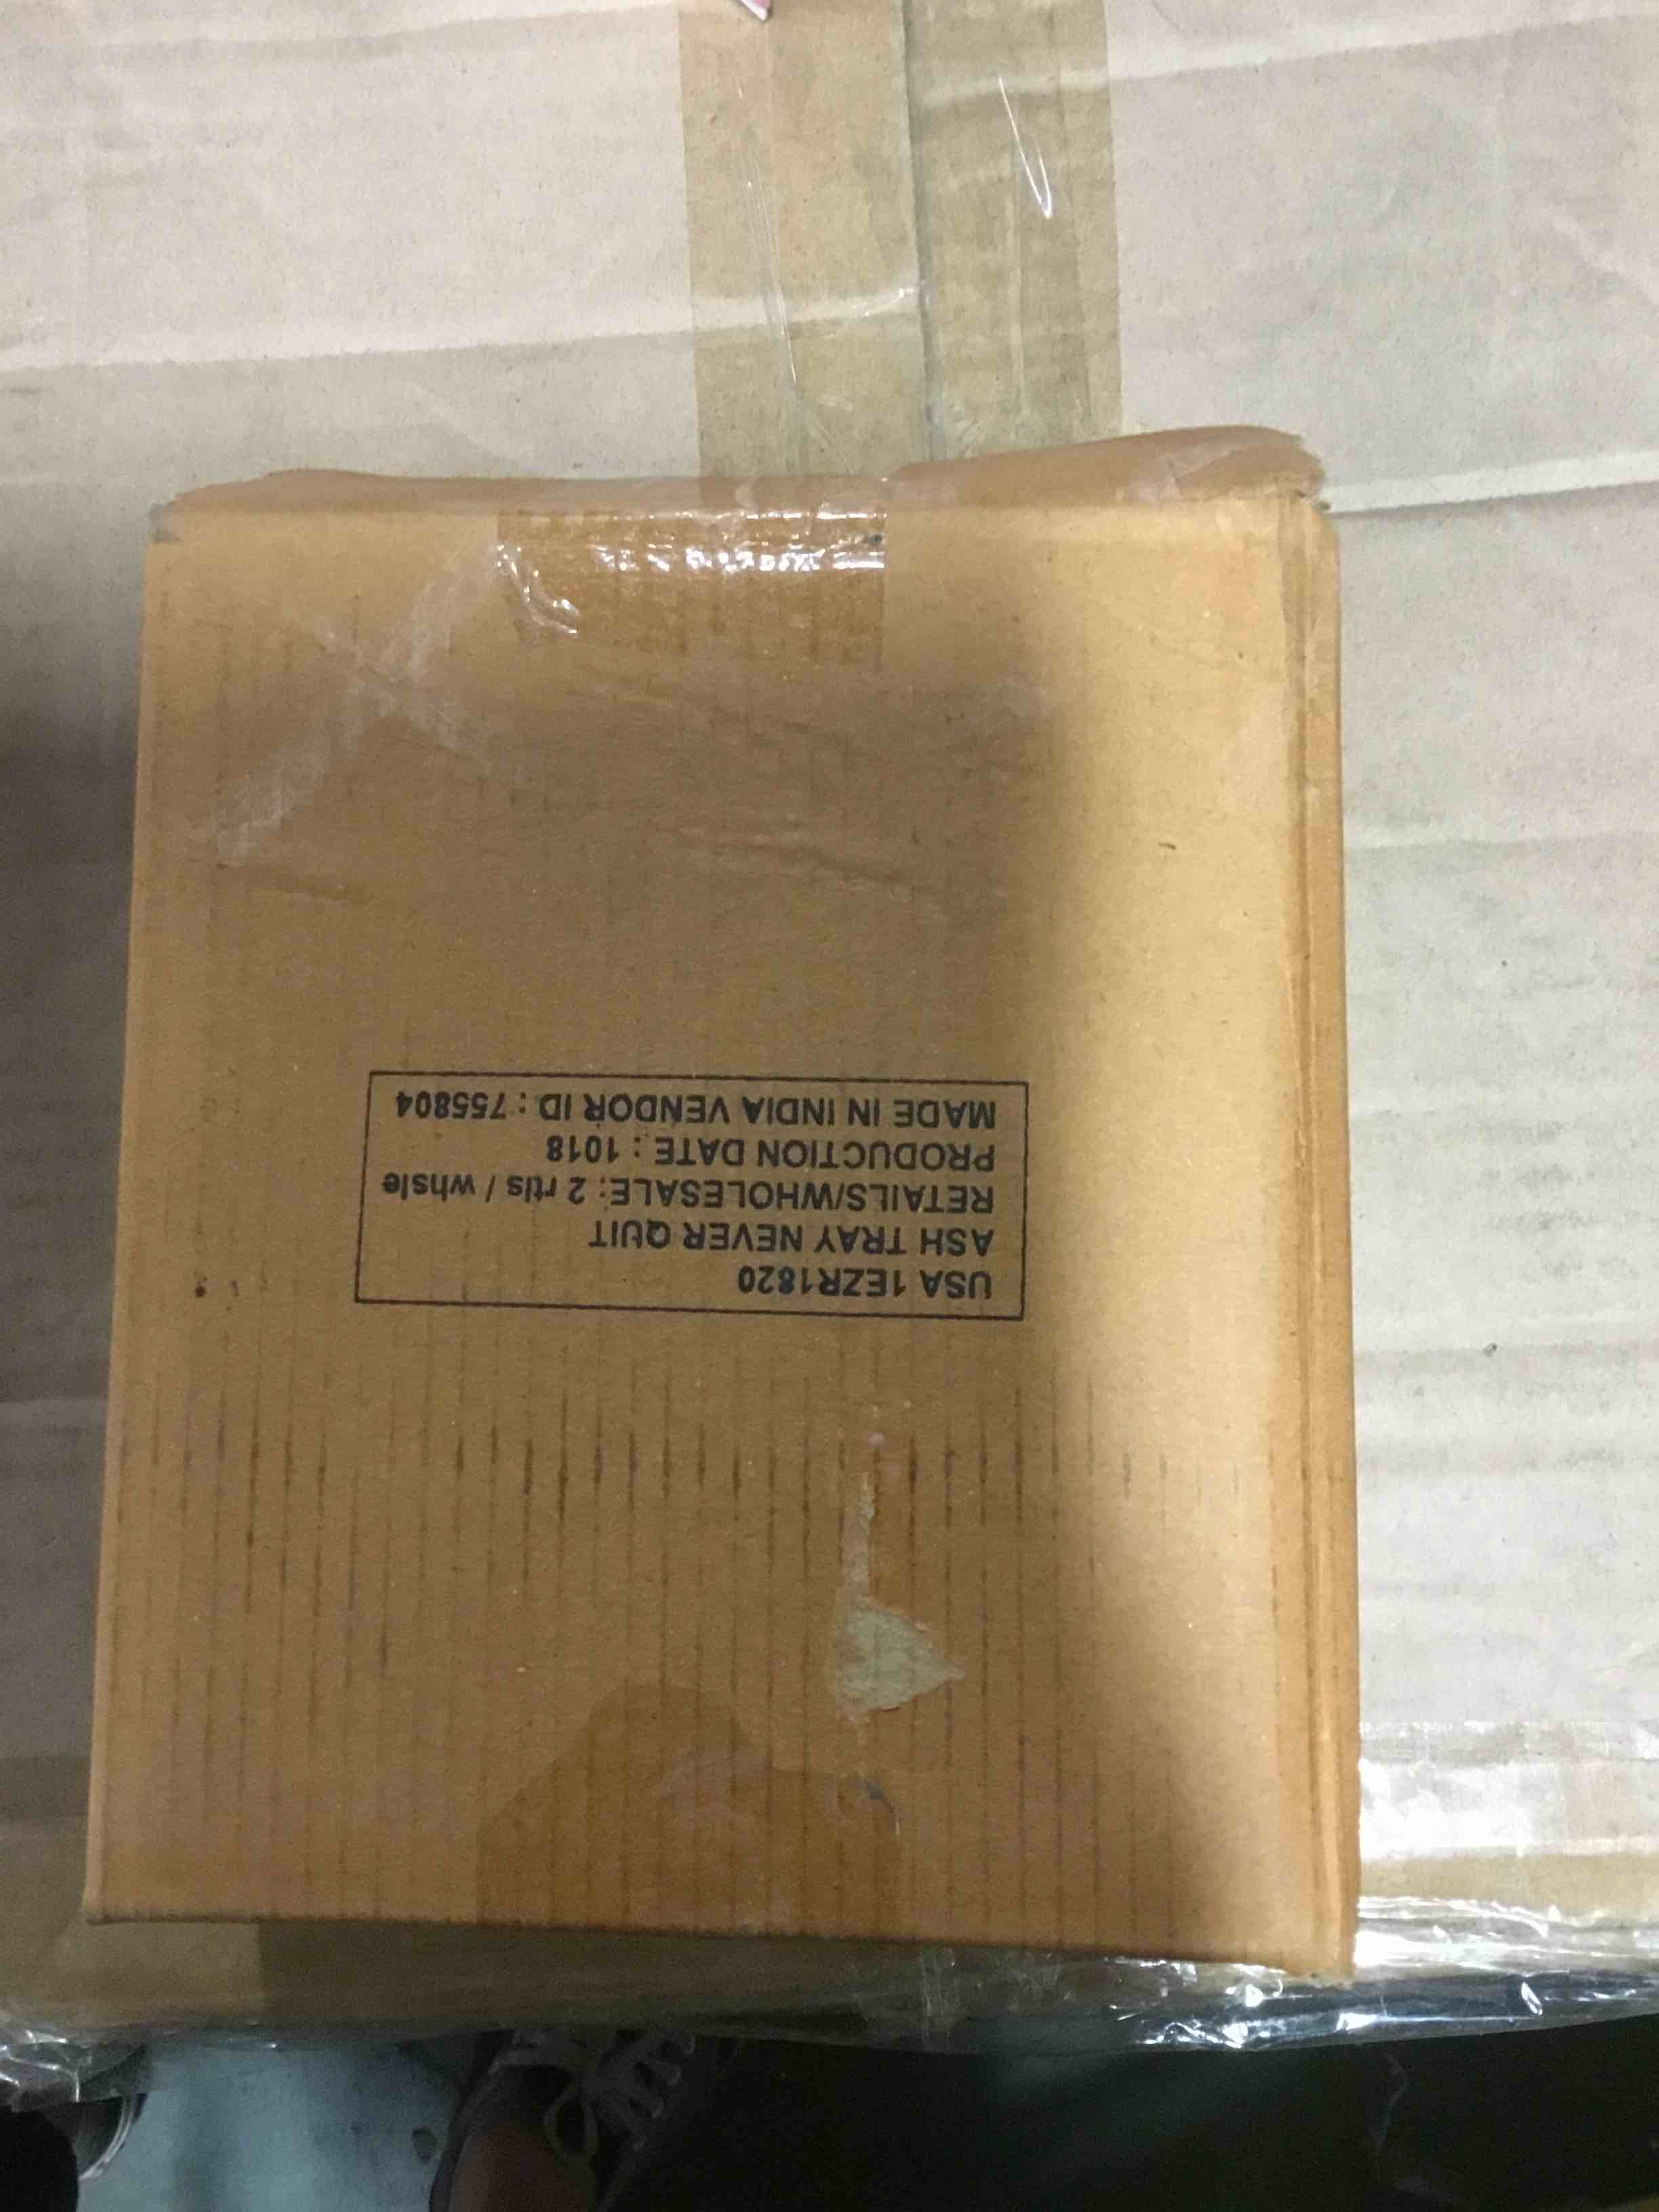 USA 1EZR1820
ASH TRAY NEVER QUIT
RETAILS/WHOLESALE: 2 rtls / whsle
PRODUCTION DATE : 1018
MADE IN INDIA VENDOR ID : 755804